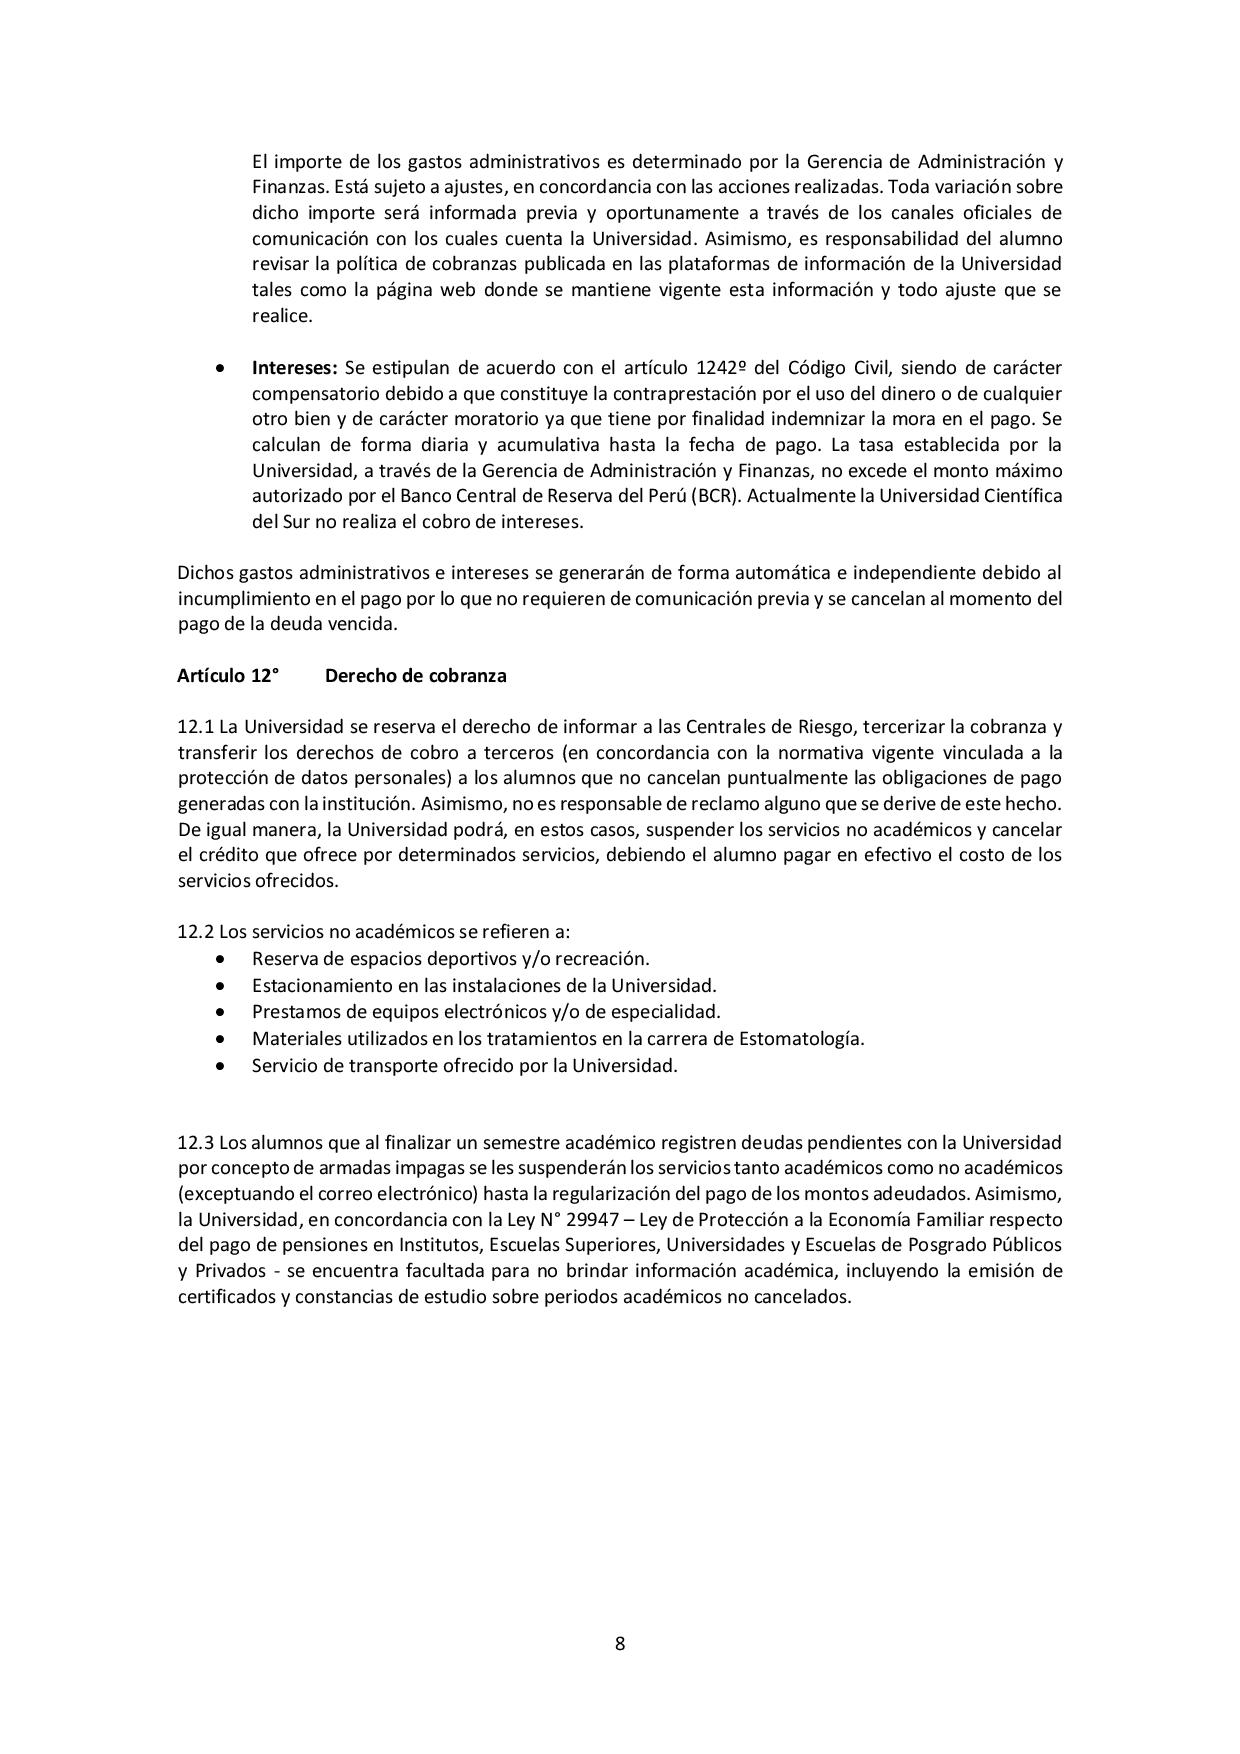 El importe de los gastos administrativos es determinado por la Gerencia de Administración y
Finanzas. Está sujeto a ajustes, en concordancia con las acciones realizadas. Toda variación sobre
dicho importe será informada previa y oportunamente a través de los canales oficiales de
comunicación con los cuales cuenta la Universidad. Asimismo, es responsabilidad del alumno
revisar la política de cobranzas publicada en las plataformas de información de la Universidad
tales como la página web donde se mantiene vigente esta información y todo ajuste que se
realice.
• Intereses: Se estipulan de acuerdo con el artículo 1242º del Código Civil, siendo de carácter
compensatorio debido a que constituye la contraprestación por el uso del dinero o de cualquier
otro bien y de carácter moratorio ya que tiene por finalidad indemnizar la mora en el pago. Se
calculan de forma diaria y acumulativa hasta la fecha de pago. La tasa establecida por la
Universidad, a través de la Gerencia de Administración y Finanzas, no excede el monto máximo
autorizado por el Banco Central de Reserva del Perú (BCR). Actualmente la Universidad Científica
del Sur no realiza el cobro de intereses.
Dichos gastos administrativos e intereses se generarán de forma automática e independiente debido al
incumplimiento en el pago por lo que no requieren de comunicación previa y se cancelan al momento del
pago de la deuda vencida.
Artículo 12° Derecho de cobranza
12.1 La Universidad se reserva el derecho de informar a las Centrales de Riesgo, tercerizar la cobranza y
transferir los derechos de cobro a terceros (en concordancia con la normativa vigente vinculada a la
protección de datos personales) a los alumnos que no cancelan puntualmente las obligaciones de pago
generadas con la institución. Asimismo, no es responsable de reclamo alguno que se derive de este hecho.
De igual manera, la Universidad podrá, en estos casos, suspender los servicios no académicos y cancelar
el crédito que ofrece por determinados servicios, debiendo el alumno pagar en efectivo el costo de los
servicios ofrecidos.
12.2 Los servicios no académicos se refieren a:
• Reserva de espacios deportivos y/o recreación.
• Estacionamiento en las instalaciones de la Universidad.
• Prestamos de equipos electrónicos y/o de especialidad.
• Materiales utilizados en los tratamientos en la carrera de Estomatología.
• Servicio de transporte ofrecido por la Universidad.
12.3 Los alumnos que al finalizar un semestre académico registren deudas pendientes con la Universidad
por concepto de armadas impagas se les suspenderán los servicios tanto académicos como no académicos
(exceptuando el correo electrónico) hasta la regularización del pago de los montos adeudados. Asimismo,
la Universidad, en concordancia con la Ley N° 29947 – Ley de Protección a la Economía Familiar respecto
del pago de pensiones en Institutos, Escuelas Superiores, Universidades y Escuelas de Posgrado Públicos
y Privados - se encuentra facultada para no brindar información académica, incluyendo la emisión de
certificados y constancias de estudio sobre periodos académicos no cancelados.
8